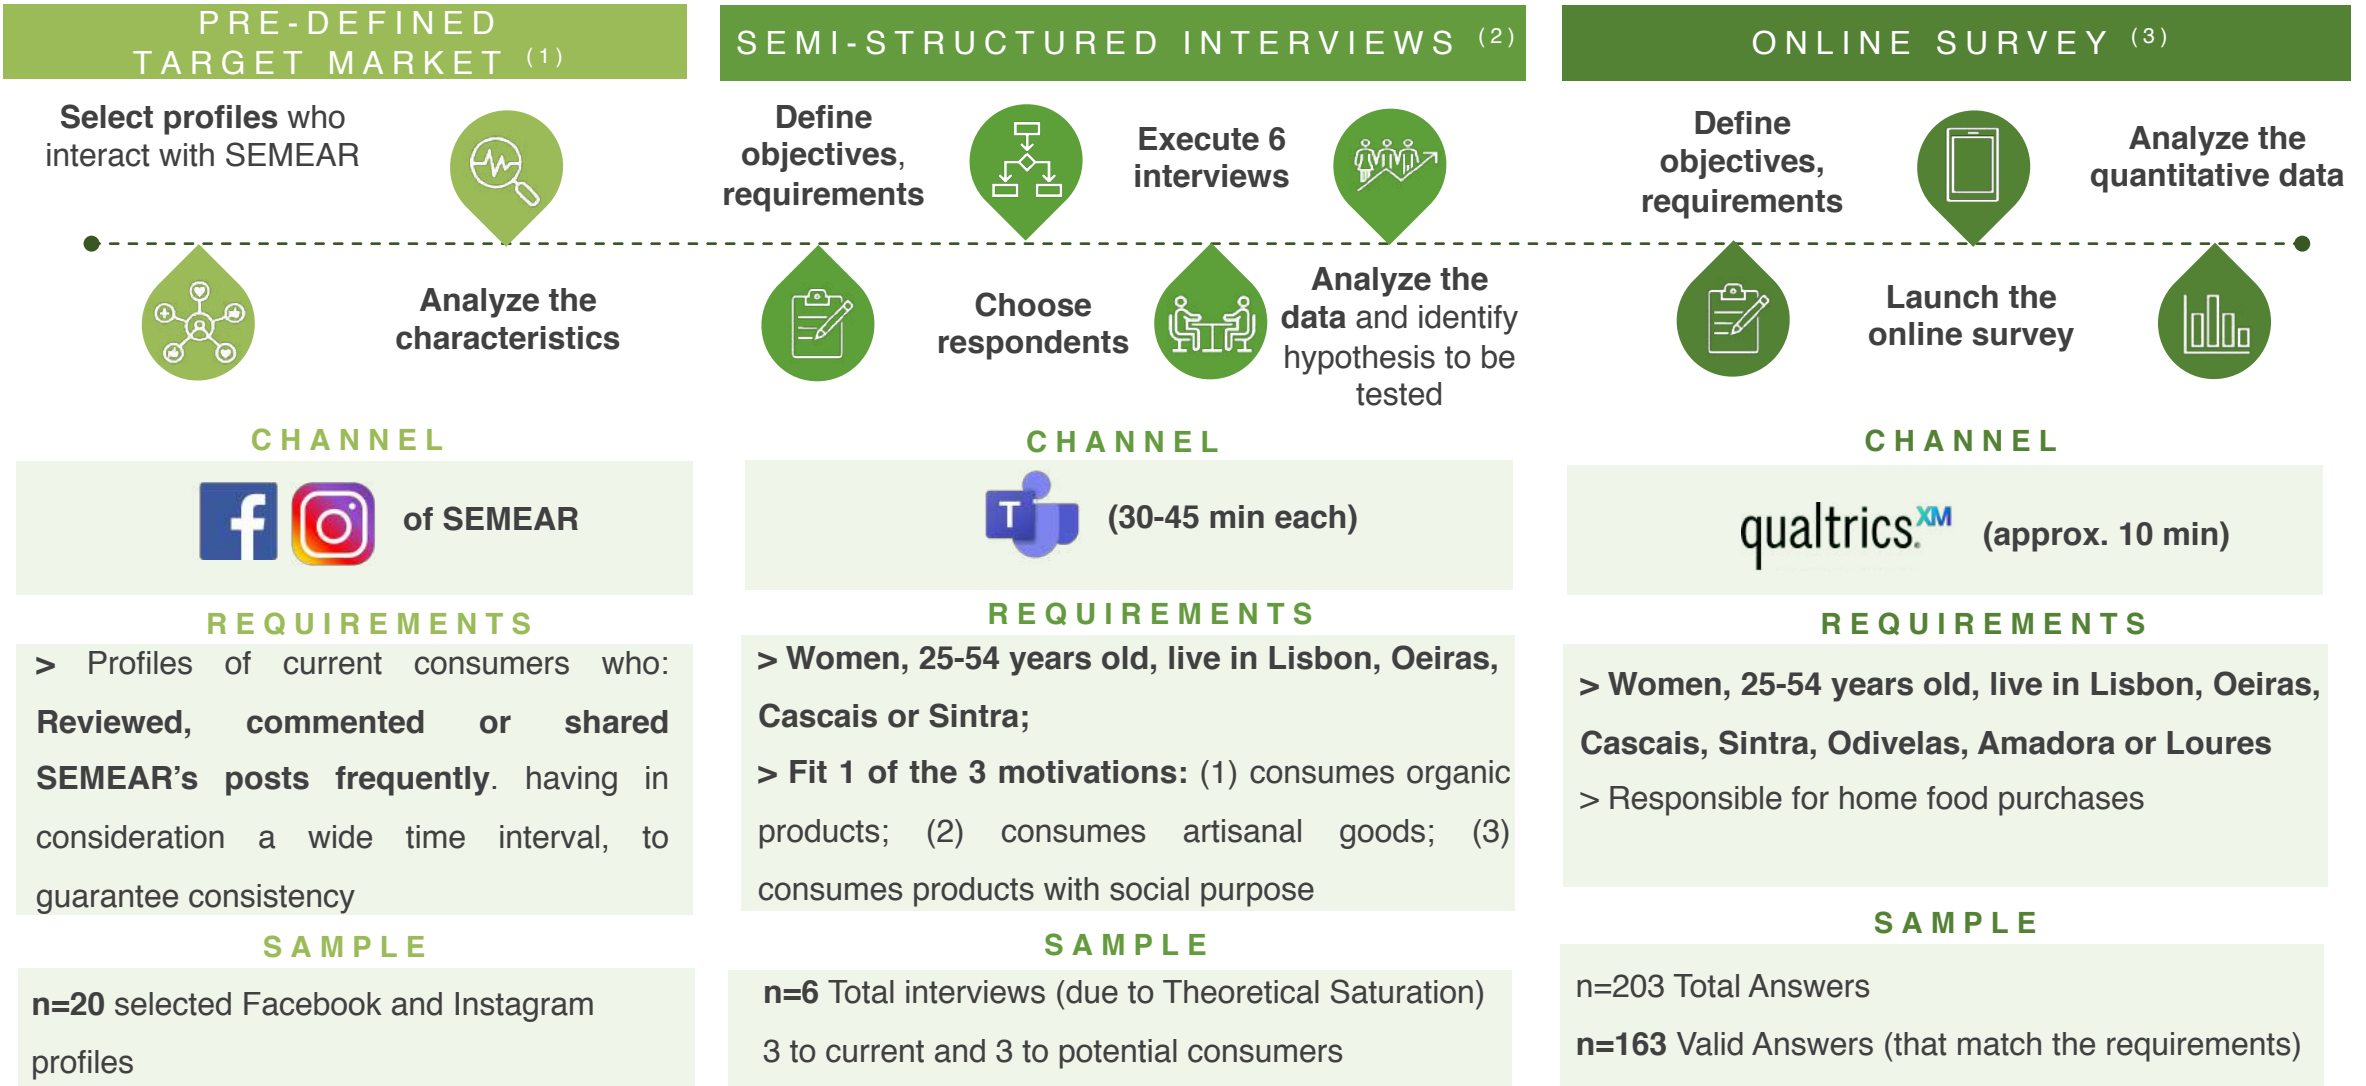 PRE-DEFINED
TARGET MARKET (1)
Select profiles who
interact with SEMEAR
Analyze the
characteristics
CHANNEL
of SEMEAR
REQUIREMENTS
> Profiles of current consumers who:
Reviewed, commented or shared
SEMEAR's posts frequently. having in
consideration a wide time interval, to
guarantee consistency
SAMPLE
n=20 selected Facebook and Instagram
profiles
SEMI-STRUCTURED INTERVIEWS (2)
Define
objectives,
requirements
Choose
respondents
Execute 6
interviews
Analyze the
data and identify
hypothesis to be
tested
CHANNEL
T
(30-45 min each)
REQUIREMENTS
> Women, 25-54 years old, live in Lisbon, Oeiras,
Cascais or Sintra;
> Fit 1 of the 3 motivations: (1) consumes organic
products; (2) consumes artisanal goods; (3)
consumes products with social purpose
SAMPLE
n=6 Total interviews (due to Theoretical Saturation)
3 to current and 3 to potential consumers
ONLINE SURVEY (3)
Define
objectives,
requirements
Launch the
online survey
Analyze the
quantitative data
CHANNEL
qualtrics.XM (approx. 10 min)
REQUIREMENTS
> Women, 25-54 years old, live in Lisbon, Oeiras,
Cascais, Sintra, Odivelas, Amadora or Loures
> Responsible for home food purchases
SAMPLE
n=203 Total Answers
n=163 Valid Answers (that match the requirements)